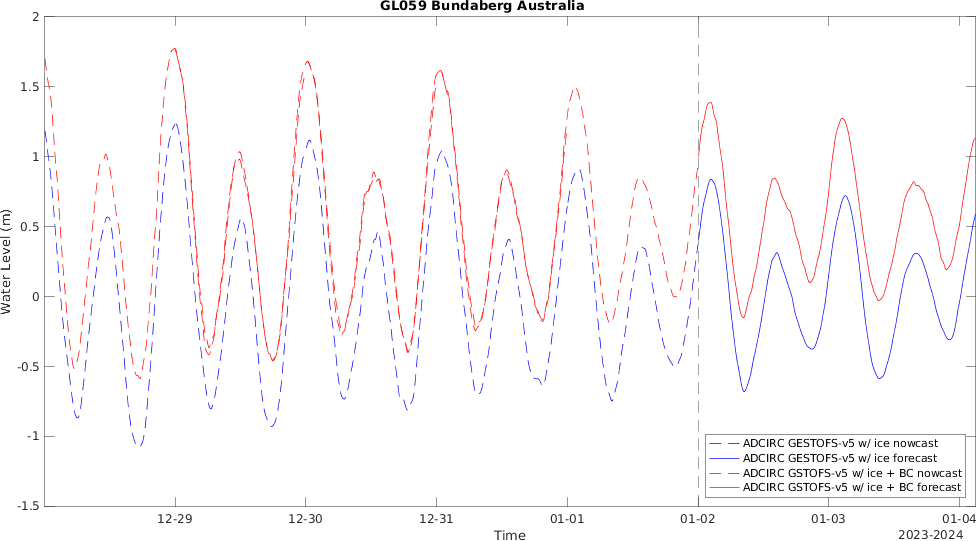 GL059 Bundaberg Australia
2
1.5
1
0.5
0
-0.5
-1
-1.5
Water Level (m)
12-29
12-30
12-31
01-01
01-02
01-03
01-04
Time
2023-2024
ADCIRC GESTOFS-v5 w/ ice nowcast
ADCIRC GESTOFS-v5 w/ ice forecast
ADCIRC GSTOFS-v5 w/ ice + BC nowcast
ADCIRC GSTOFS-v5 w/ ice + BC forecast